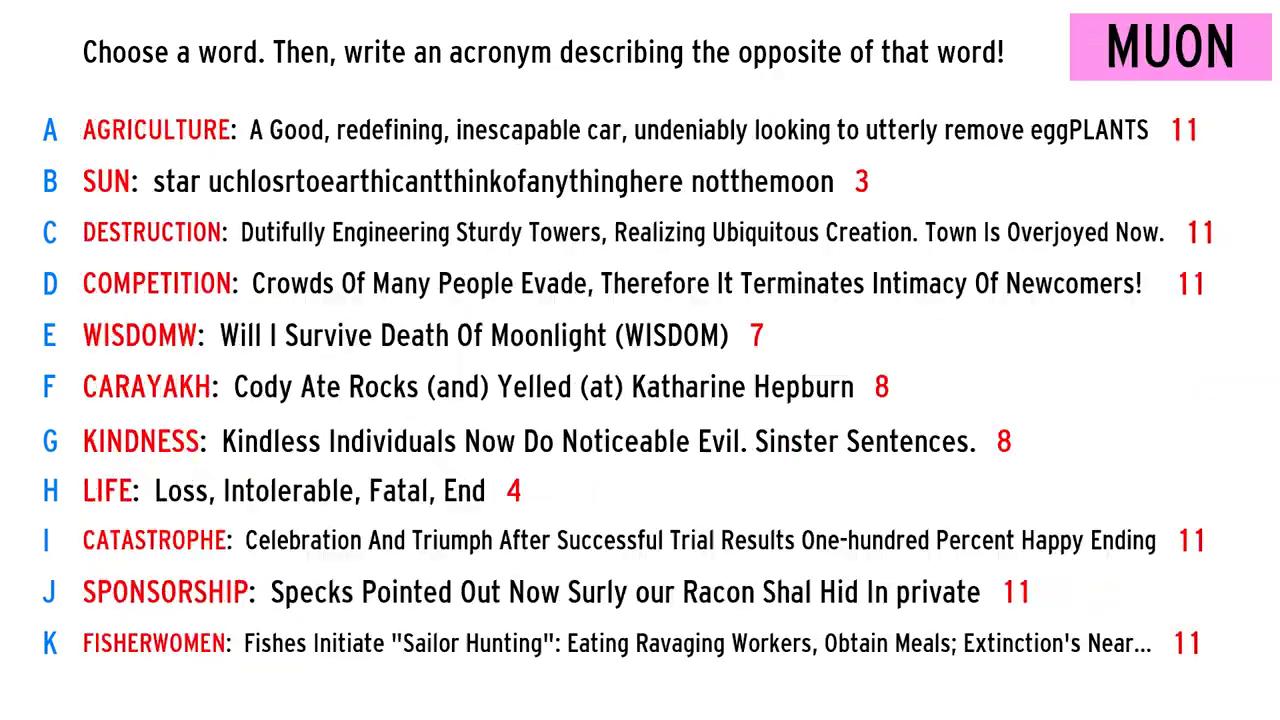 Choose a word. Then, write an acronym describing the opposite of that word!
MUON
A AGRICULTURE: A Good, redefining, inescapable car, undeniably looking to utterly remove eggPLANTS 11
B SUN: star uchlosrtoearthicantthinkofanythinghere notthemoon 3
C DESTRUCTION: Dutifully Engineering Sturdy Towers, Realizing Ubiquitous Creation. Town Is Overjoyed Now. 11
D COMPETITION: Crowds Of Many People Evade, Therefore It Terminates Intimacy Of Newcomers! 11
E WISDOMW: Will I Survive Death Of Moonlight (WISDOM) 7
F CARAYAKH: Cody Ate Rocks (and) Yelled (at) Katharine Hepburn 8
G KINDNESS: Kindless Individuals Now Do Noticeable Evil. Sinster Sentences. 8
H LIFE: Loss, Intolerable, Fatal, End 4
I CATASTROPHE: Celebration And Triumph After Successful Trial Results One-hundred Percent Happy Ending 11
J SPONSORSHIP: Specks Pointed Out Now Surly our Racon Shal Hid In private 11
K FISHERWOMEN: Fishes Initiate "Sailor Hunting": Eating Ravaging Workers, Obtain Meals; Extinction's Near... 11